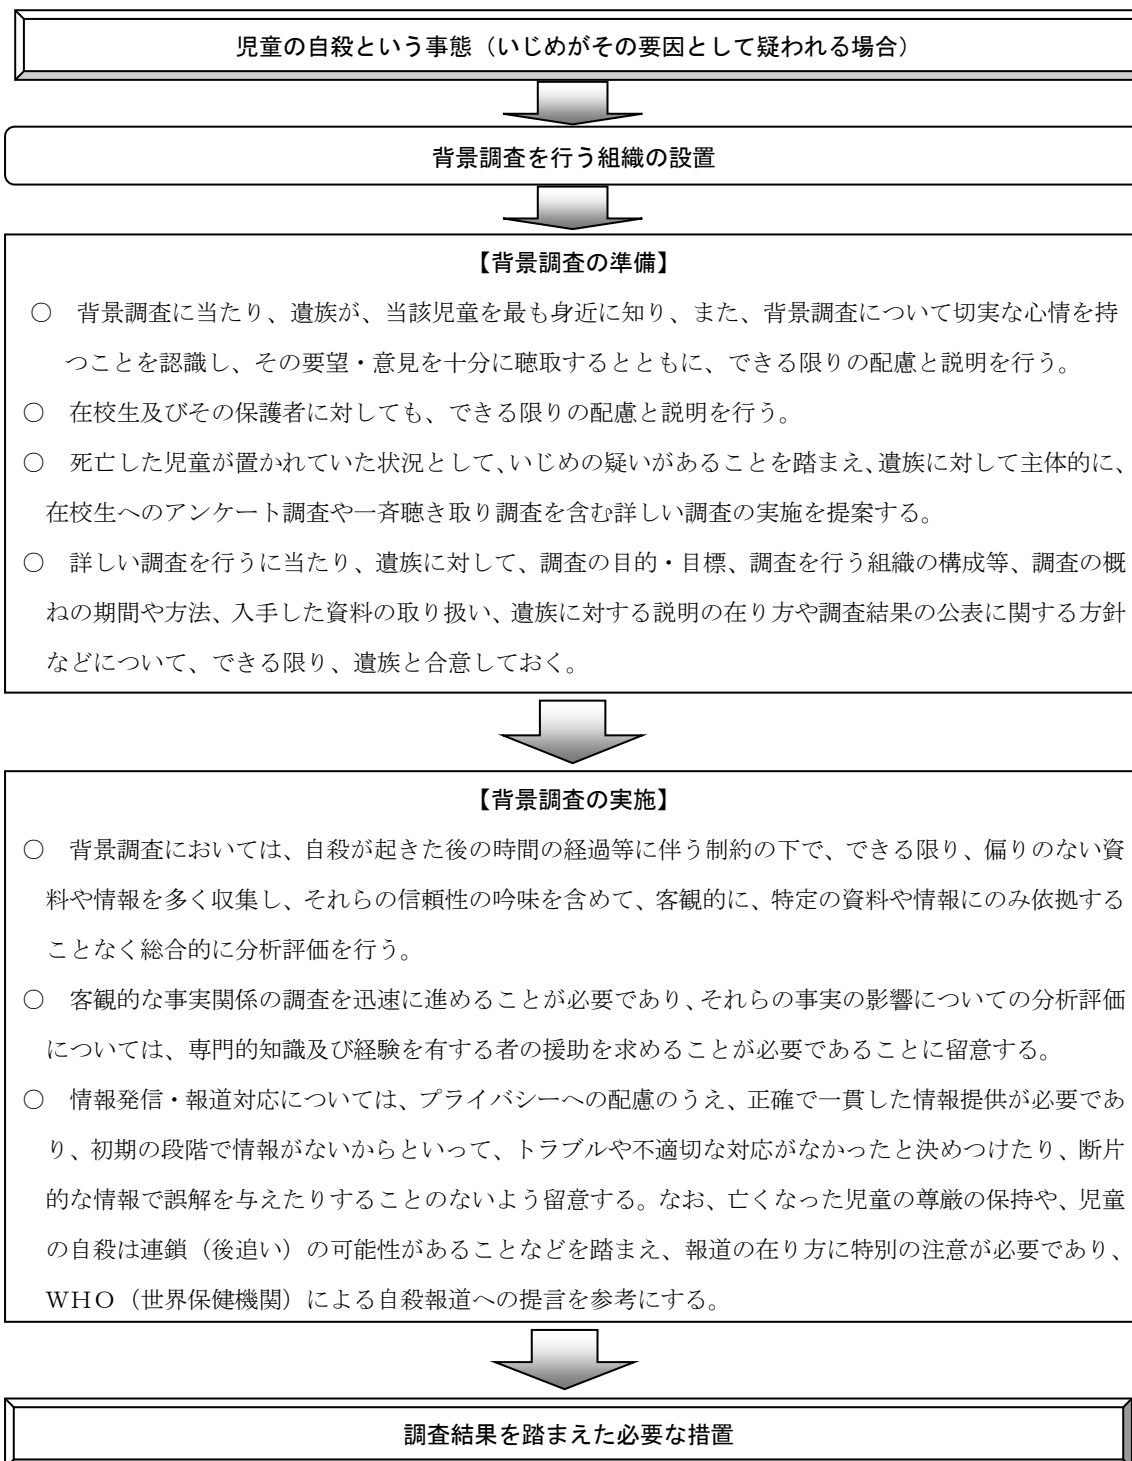 児童の自殺という事態（いじめがその要因として疑われる場合）
背景調査を行う組織の設置
【背景調査の準備】
○　背景調査に当たり、遺族が、当該児童を最も身近に知り、また、背景調査について切実な心情を持
つことを認識し、その要望・意見を十分に聴取するとともに、できる限りの配慮と説明を行う。
○　在校生及びその保護者に対しても、できる限りの配慮と説明を行う。
○　死亡した児童が置かれていた状況として、いじめの疑いがあることを踏まえ、遺族に対して主体的に、
在校生へのアンケート調査や一斉聴き取り調査を含む詳しい調査の実施を提案する。
○　詳しい調査を行うに当たり、遺族に対して、調査の目的・目標、調査を行う組織の構成等、調査の概
ねの期間や方法、入手した資料の取り扱い、遺族に対する説明の在り方や調査結果の公表に関する方針
などについて、できる限り、遺族と合意しておく。
【背景調査の実施】
○　背景調査においては、自殺が起きた後の時間の経過等に伴う制約の下で、できる限り、偏りのない資
料や情報を多く収集し、それらの信頼性の吟味を含めて、客観的に、特定の資料や情報にのみ依拠する
ことなく総合的に分析評価を行う。
○　客観的な事実関係の調査を迅速に進めることが必要であり、それらの事実の影響についての分析評価
については、専門的知識及び経験を有する者の援助を求めることが必要であることに留意する。
○　情報発信・報道対応については、プライバシーへの配慮のうえ、正確で一貫した情報提供が必要であ
り、初期の段階で情報がないからといって、トラブルや不適切な対応がなかったと決めつけたり、断片
的な情報で誤解を与えたりすることのないよう留意する。なお、亡くなった児童の尊厳の保持や、児童
の自殺は連鎖（後追い）の可能性があることなどを踏まえ、報道の在り方に特別の注意が必要であり、
ＷＨＯ（世界保健機関）による自殺報道への提言を参考にする。
調査結果を踏まえた必要な措置